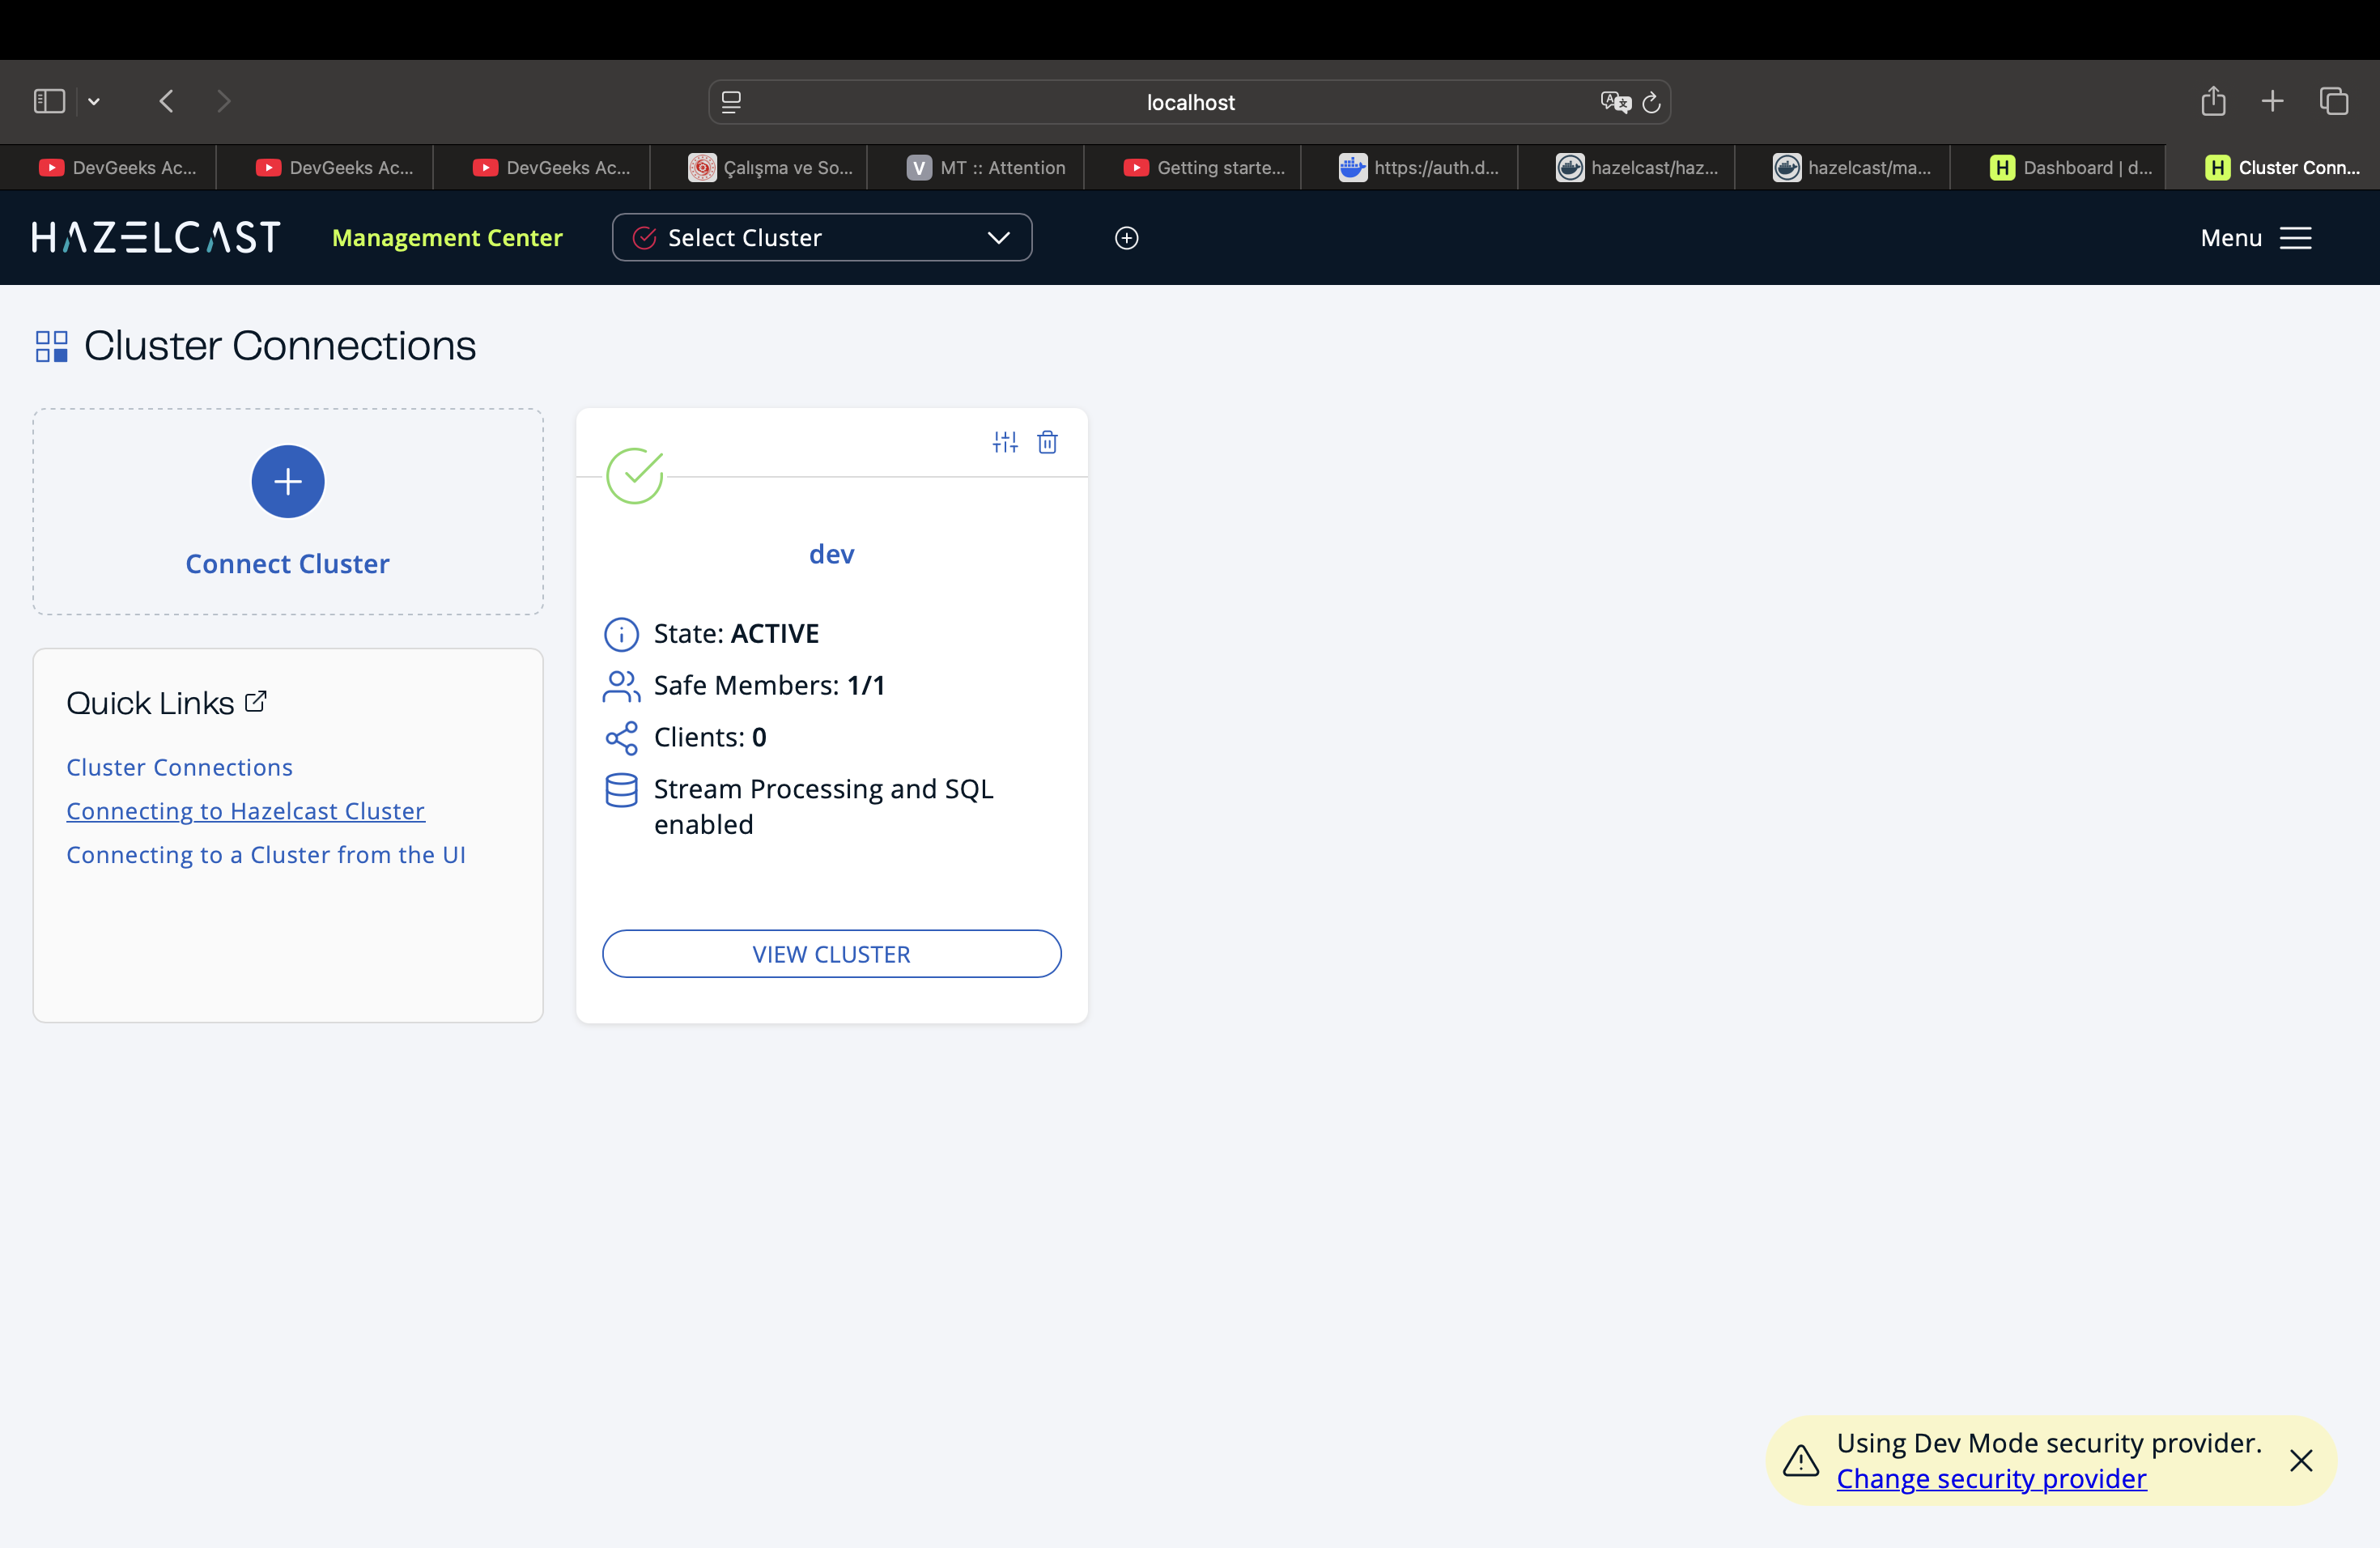 localhost
DevGeeks Ac...
DevGeeks Ac...
DevGeeks Ac...
Çalışma ve So...
V MT :: Attention
Getting starte...
https://auth.d...
hazelcast/haz...
hazelcast/ma...
H Dashboard | d...
H Cluster Conn...
HAZELCAST
Management Center
Select Cluster
Menu
Cluster Connections
Connect Cluster
Quick Links
Cluster Connections
Connecting to Hazelcast Cluster
Connecting to a Cluster from the UI
dev
State: ACTIVE
Safe Members: 1/1
Clients: 0
Stream Processing and SQL
enabled
VIEW CLUSTER
Using Dev Mode security provider.
Change security provider